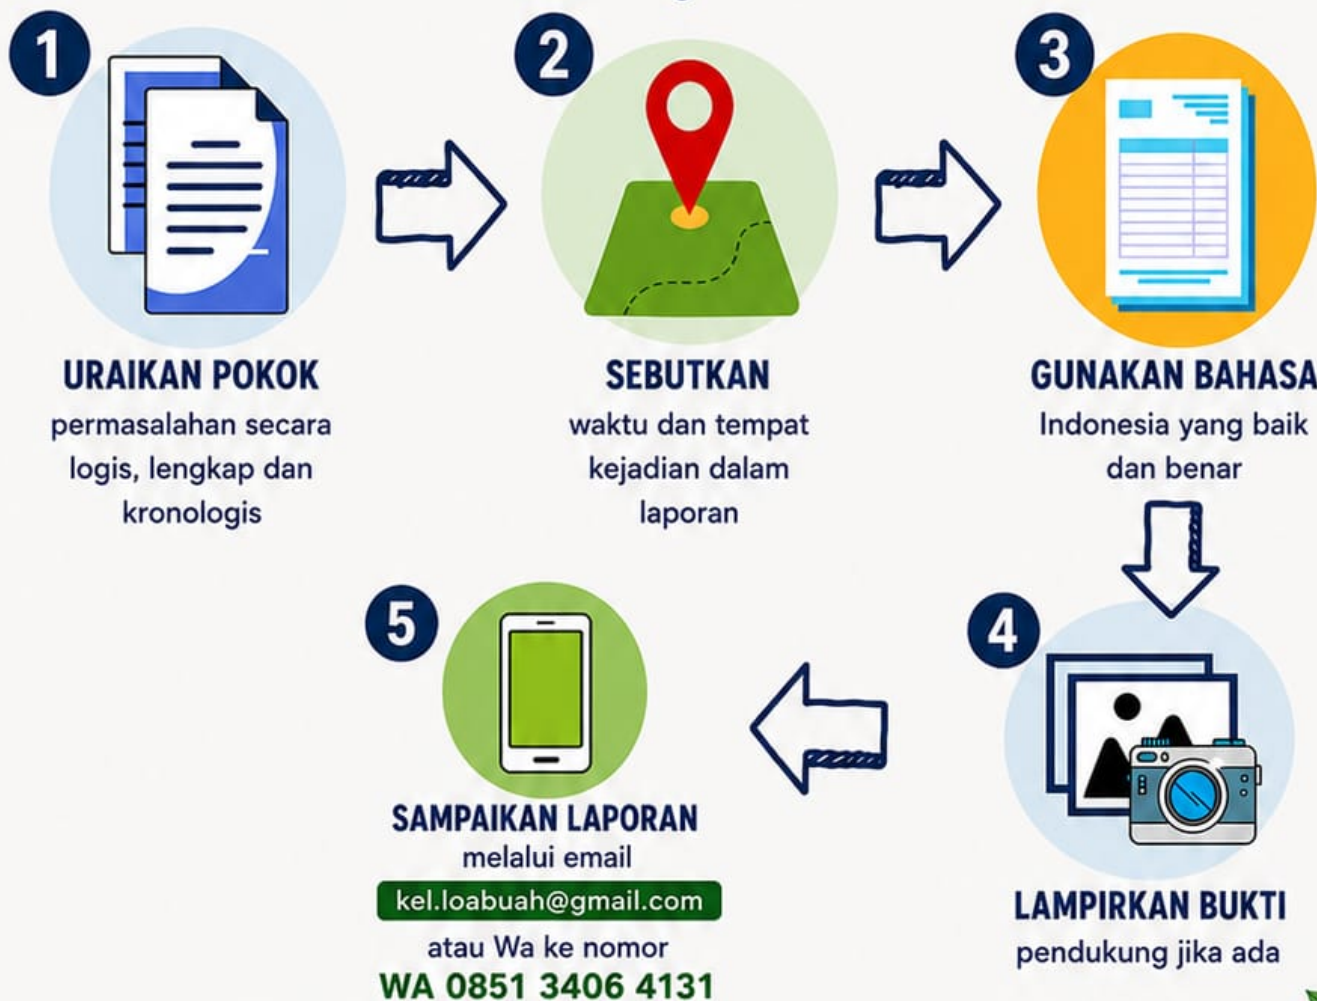 1
URAIKAN POKOK
permasalahan secara
logis, lengkap dan
kronologis
2
SEBUTKAN
waktu dan tempat
kejadian dalam
laporan
3
GUNAKAN BAHASA
Indonesia yang baik
dan benar
4
LAMPIRKAN BUKTI
pendukung jika ada
5
SAMPAIKAN LAPORAN
melalui email
kel.loabuah@gmail.com
atau Wa ke nomor
WA 0851 3406 4131